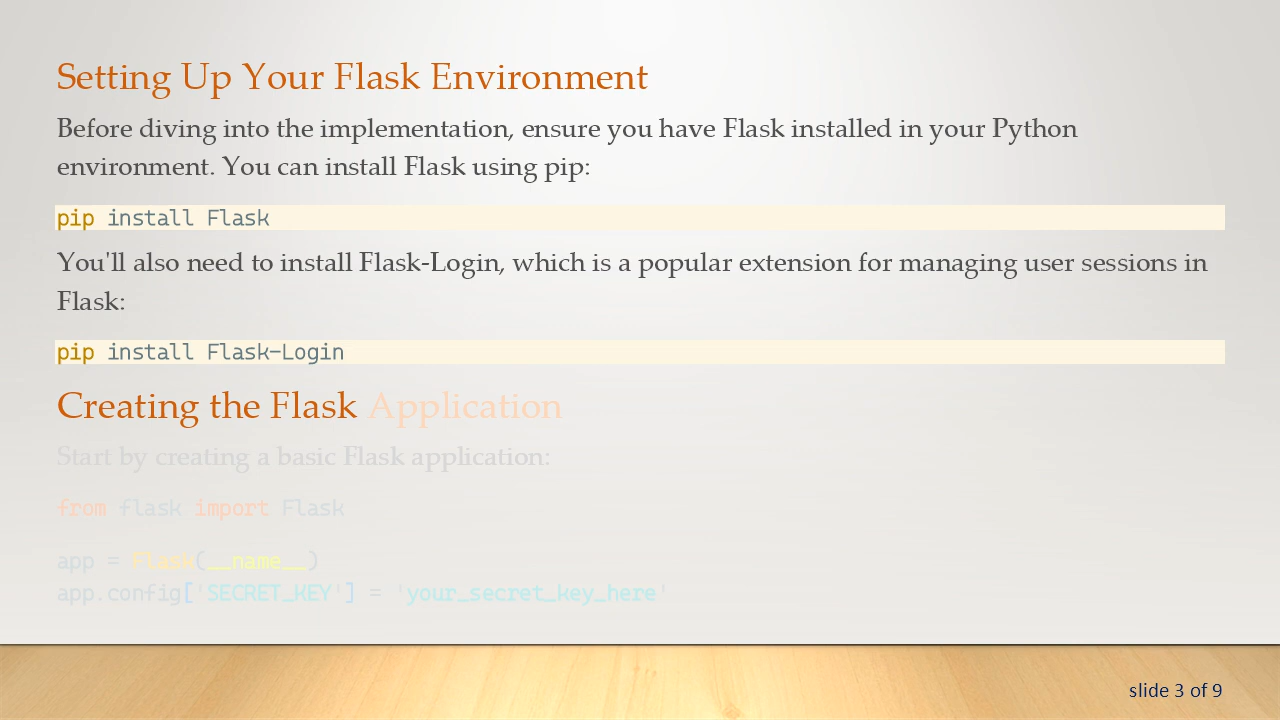 Setting Up Your Flask Environment
Before diving into the implementation, ensure you have Flask installed in your Python
environment. You can install Flask using pip:
pip install Flask
You'll also need to install Flask-Login, which is a popular extension for managing user sessions in
Flask:
pip install Flask-Login
Creating the Flask Application
Start by creating a basic Flask application:
from flask import Flask
app = Flask(__name__)
app.config['SECRET_KEY'] = 'your_secret_key_here'
slide 3 of 9